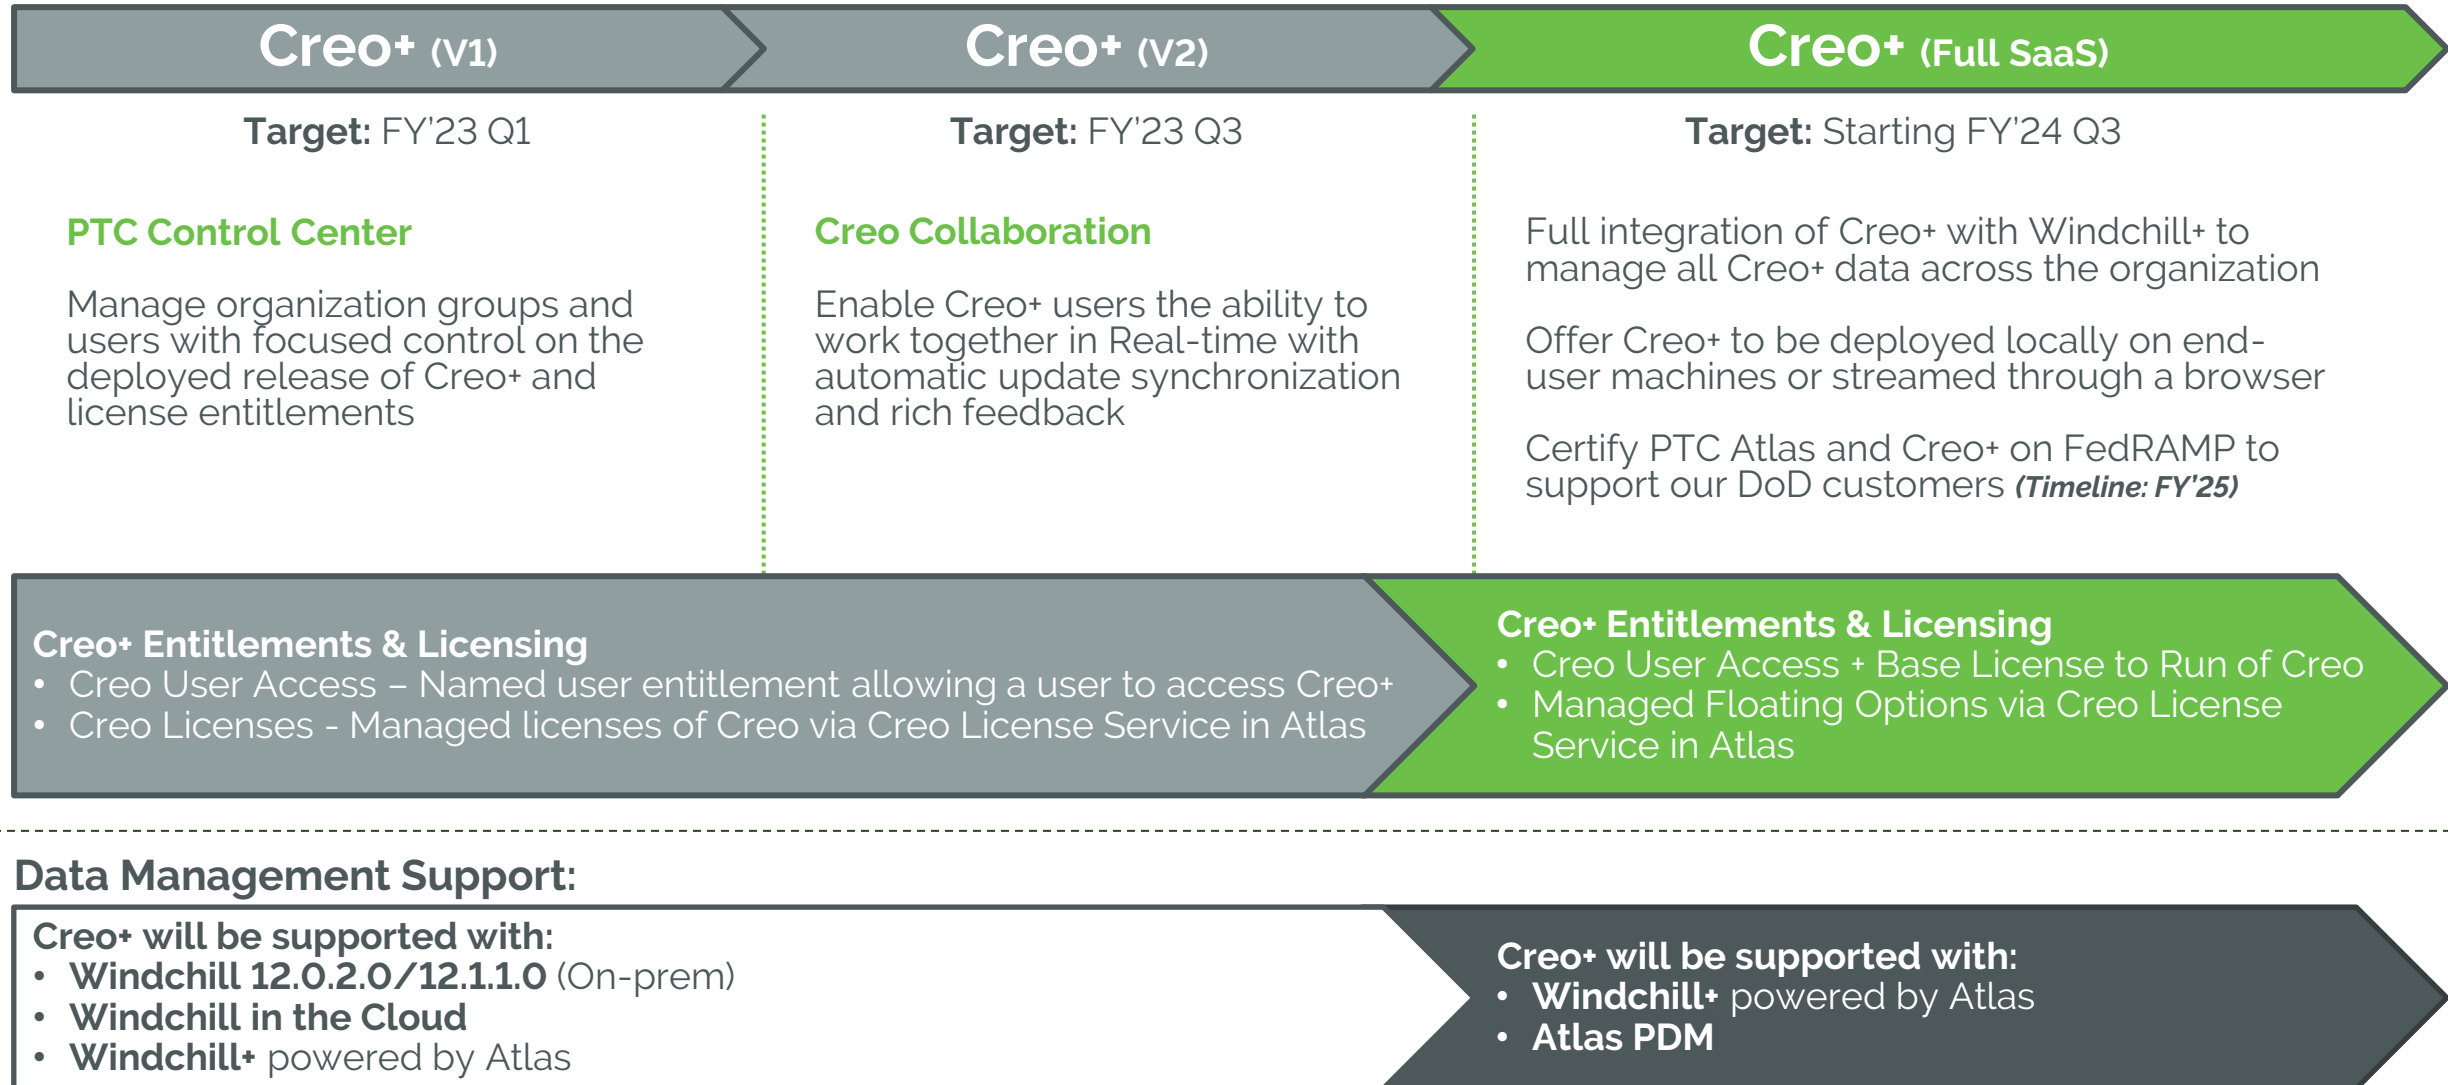 Creo+ (V1)
Creo+ (V2)
Creo+ (Full SaaS)
Target: FY’23 Q1
Target: FY’23 Q3
Target: Starting FY’24 Q3
PTC Control Center
Manage organization groups and
users with focused control on the
deployed release of Creo+ and
license entitlements
Creo Collaboration
Enable Creo+ users the ability to
work together in Real-time with
automatic update synchronization
and rich feedback
Full integration of Creo+ with Windchill+ to
manage all Creo+ data across the organization
Offer Creo+ to be deployed locally on end-
user machines or streamed through a browser
Certify PTC Atlas and Creo+ on FedRAMP to
support our DoD customers (Timeline: FY’25)
Creo+ Entitlements & Licensing
• Creo User Access – Named user entitlement allowing a user to access Creo+
• Creo Licenses - Managed licenses of Creo via Creo License Service in Atlas
Creo+ Entitlements & Licensing
• Creo User Access + Base License to Run of Creo
• Managed Floating Options via Creo License
Service in Atlas
Data Management Support:
Creo+ will be supported with:
• Windchill 12.0.2.0/12.1.1.0 (On-prem)
• Windchill in the Cloud
• Windchill+ powered by Atlas
Creo+ will be supported with:
• Windchill+ powered by Atlas
• Atlas PDM